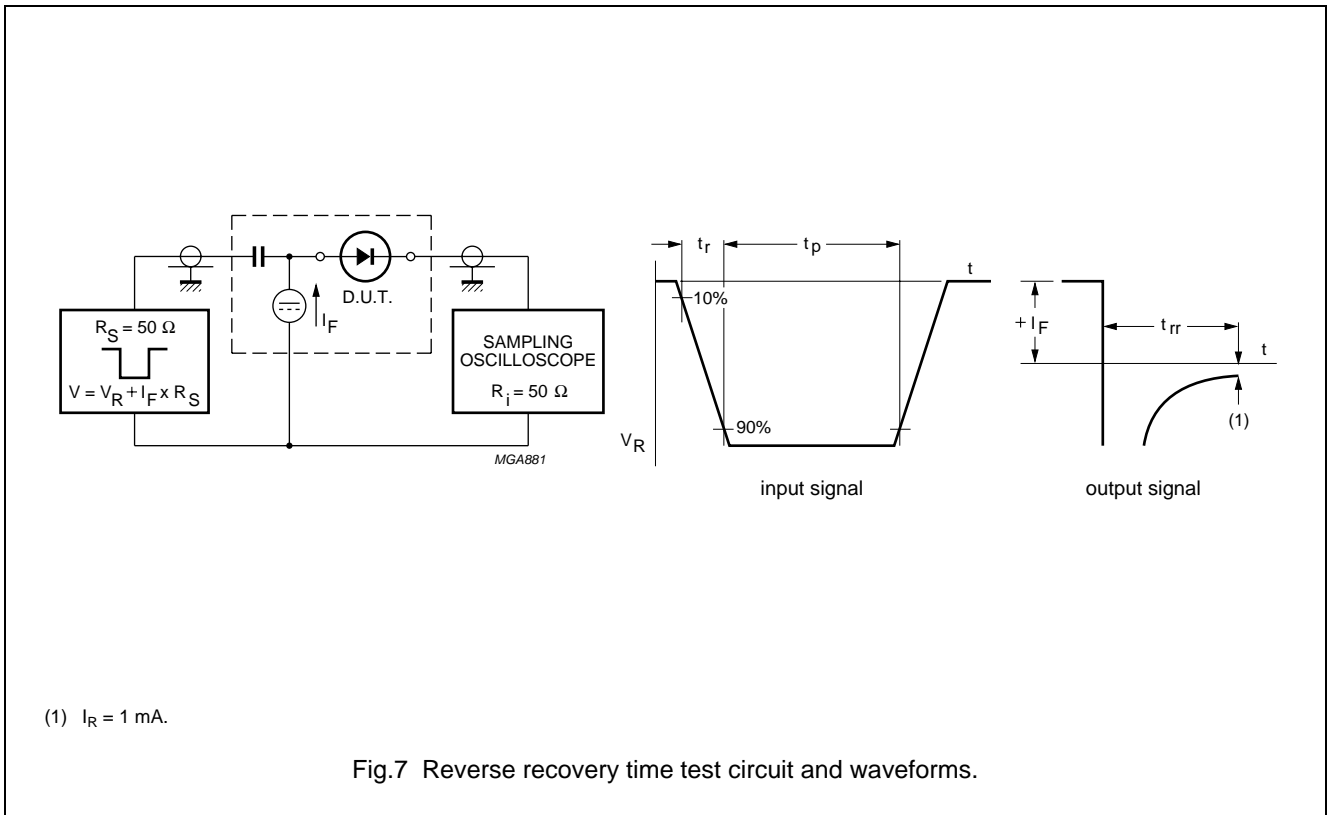 R_S = 50 Ω
V = V_R + I_F x R_S
I_F
D.U.T.
SAMPLING
OSCILLOSCOPE
R_i = 50 Ω
MGA881
t_r
t_p
t
10%
90%
V_R
input signal
+ I_F
t_rr
t
(1)
output signal
(1) I_R = 1 mA.
Fig.7 Reverse recovery time test circuit and waveforms.